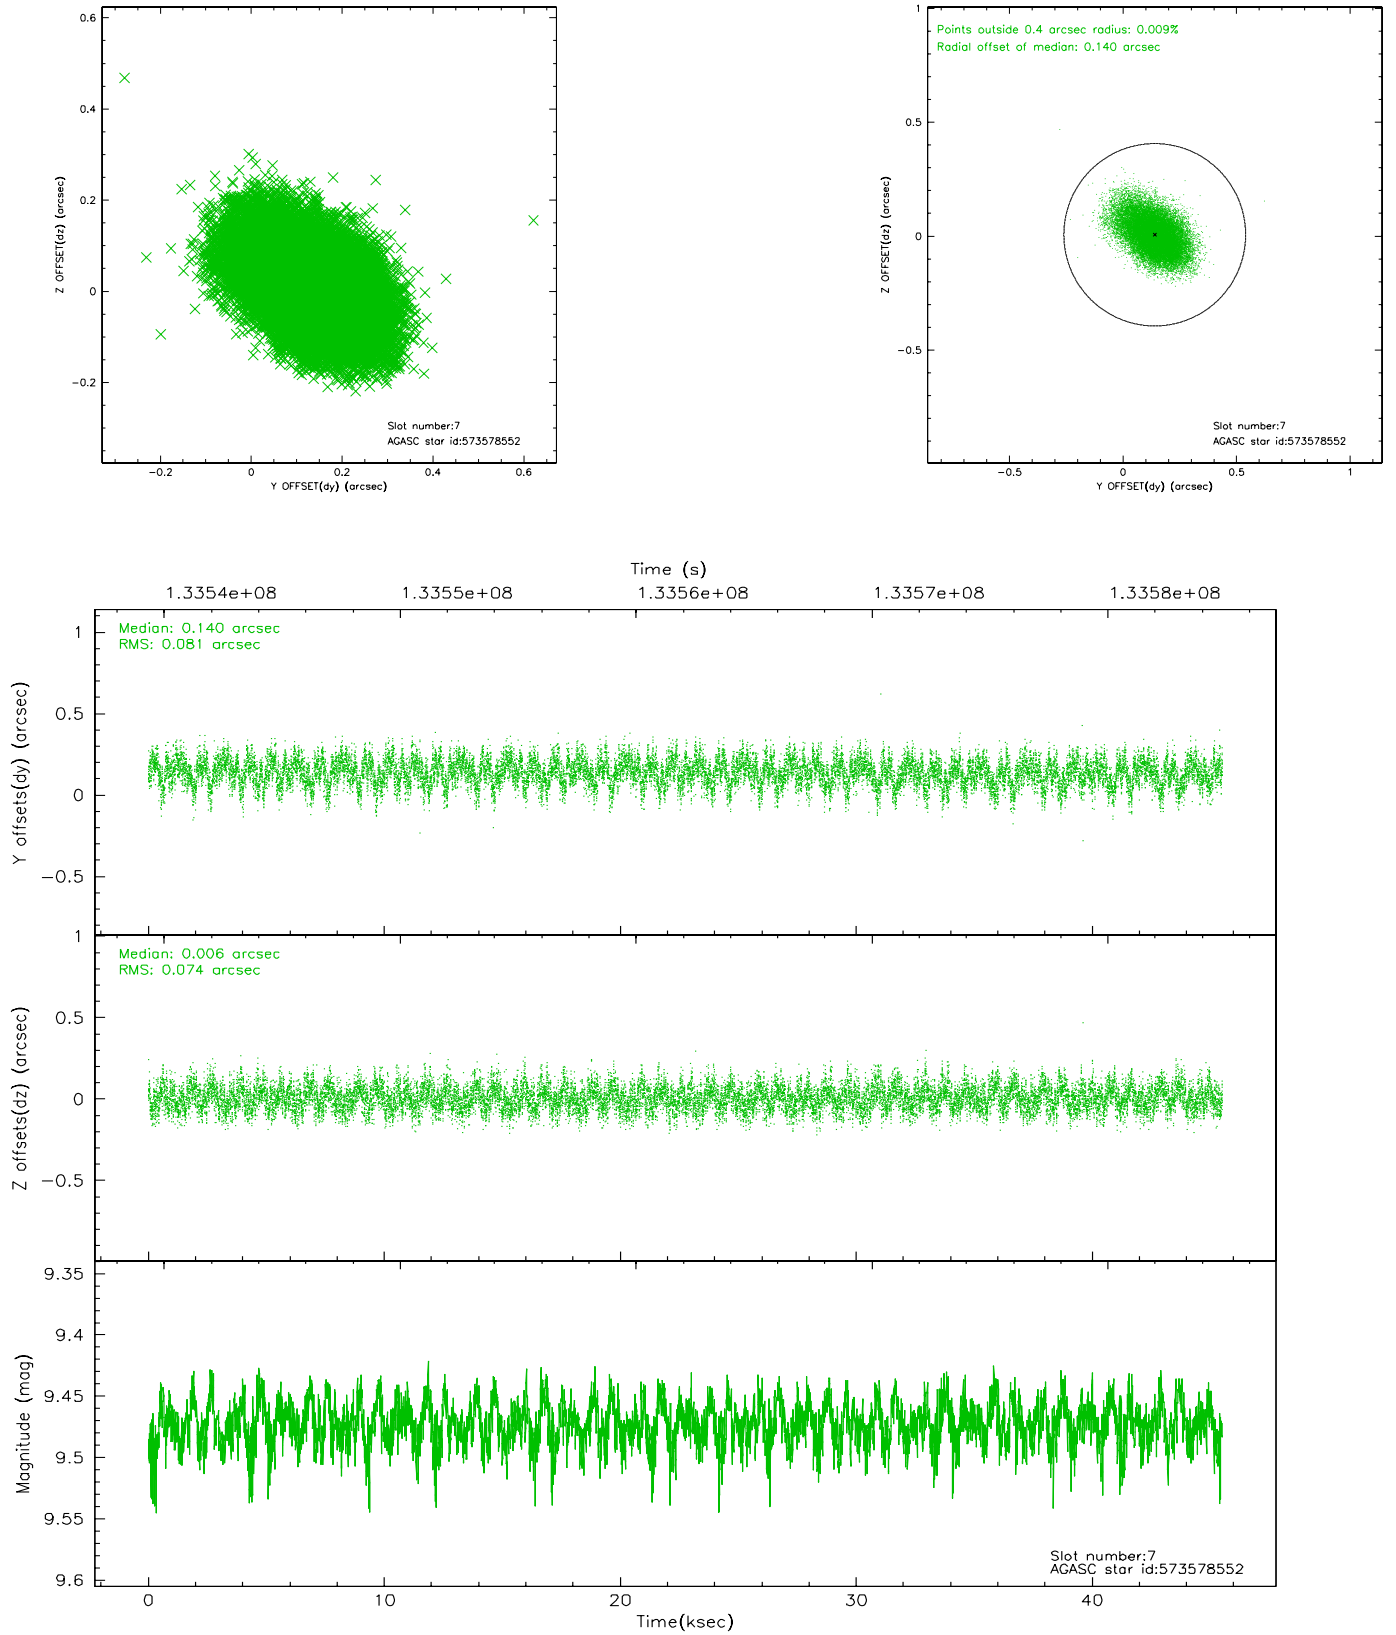 0.6
0.4
0.2
0
−0.2
Z OFFSET(dz) (arcsec)
Slot number:7
AGASC star id:573578552
−0.2 0 0.2 0.4 0.6
Y OFFSET(dy) (arcsec)
1
0.5
0
−0.5
Z OFFSET(dz) (arcsec)
Points outside 0.4 arcsec radius: 0.009%
Radial offset of median: 0.140 arcsec
Slot number:7
AGASC star id:573578552
−0.5 0 0.5 1
Y OFFSET(dy) (arcsec)
Time (s)
1.3354e+08 1.3355e+08 1.3356e+08 1.3357e+08 1.3358e+08
Median: 0.140 arcsec
RMS: 0.081 arcsec
1
0.5
0
−0.5
Y offsets(dy) (arcsec)
Median: 0.006 arcsec
RMS: 0.074 arcsec
1
0.5
0
−0.5
Z offsets(dz) (arcsec)
9.35
9.4
9.45
9.5
9.55
9.6
Magnitude (mag)
Slot number:7
AGASC star id:573578552
0 10 20 30 40
Time(ksec)